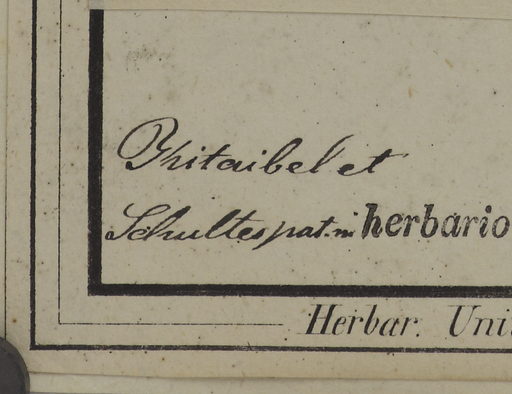 Kitaibel et
Schultes pat. in herbario
Herbar. Uni